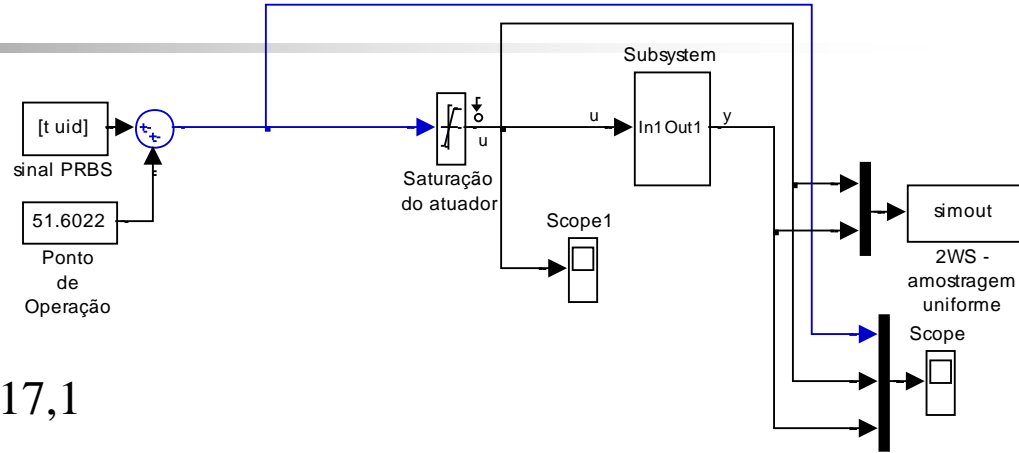 Subsystem
[t uid]
sinal PRBS
u
u
In1 Out1
y
Saturação
do atuador
51.6022
Ponto
de
Operação
Scope1
simout
2WS -
amostragem
uniforme
Scope
17,1